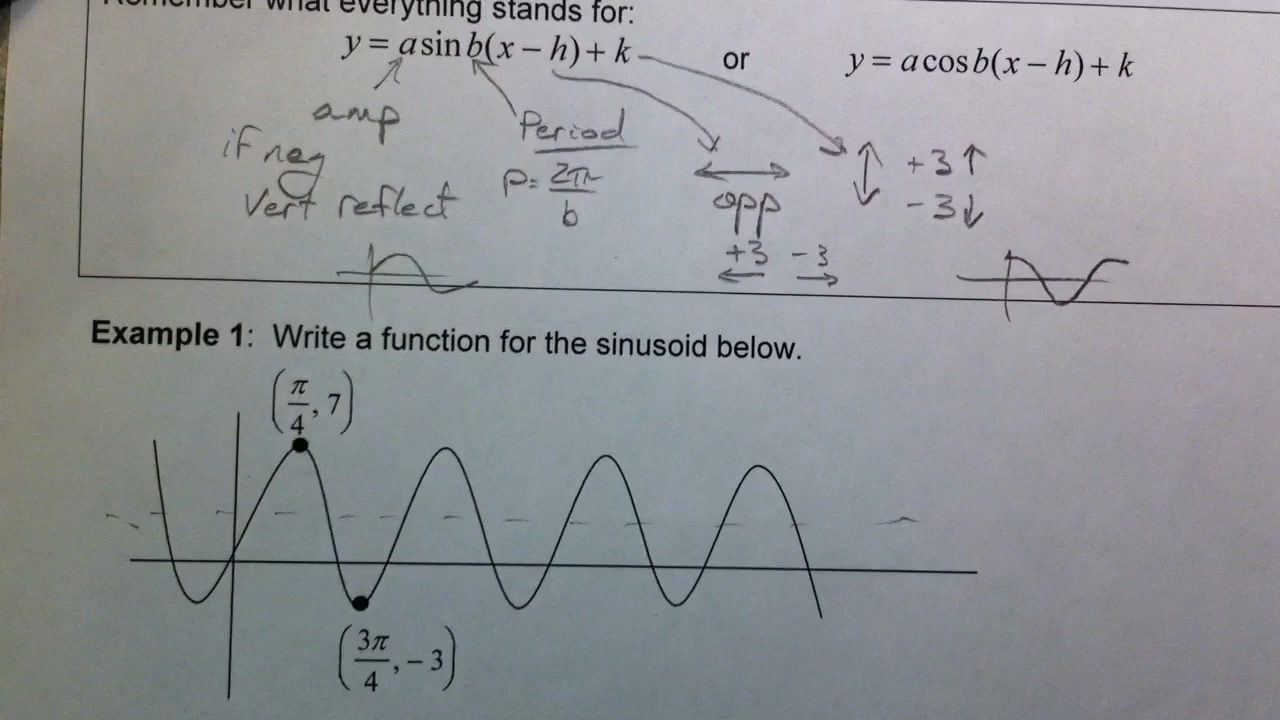 Remember what everything stands for:
y = a sin b(x − h) + k or y = a cos b(x − h) + k
amp
if neg
vert reflect
Period
P = 2π/b
opp
+3 −3
+3 ↑
−3 ↓
Example 1: Write a function for the sinusoid below.
(π/4, 7)
(3π/4, −3)